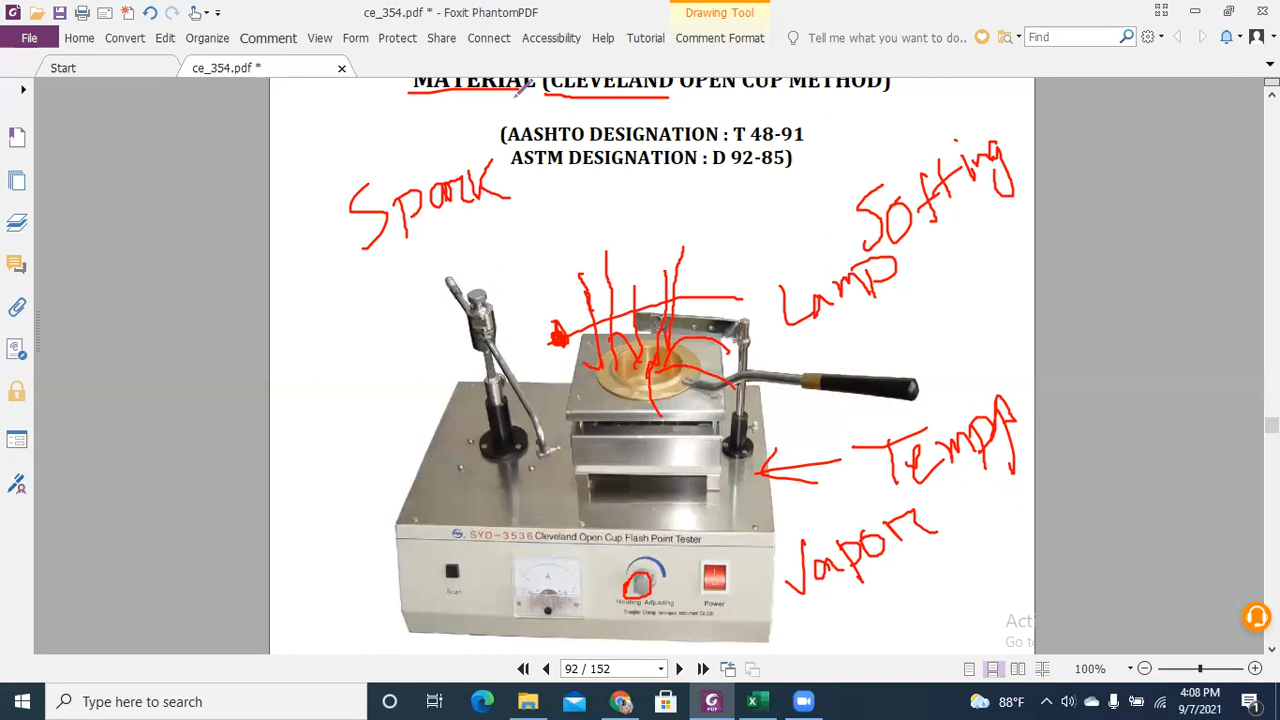 ce_354.pdf * - Foxit PhantomPDF
Drawing Tool
File Home Convert Edit Organize Comment View Form Protect Share Connect Accessibility Help Tutorial Comment Format Tell me what you want to do.. Find
Start ce_354.pdf *
MATERIAL (CLEVELAND OPEN CUP METHOD)
(AASHTO DESIGNATION : T 48-91
ASTM DESIGNATION : D 92-85)
Spark
Softing
Lamp
Temp
Vapor
SYD-3536 Cleveland Open Cup Flash Point Tester
A
Scan
Heating Adjusting
Power
Act
Go to
92 / 152
100%
Type here to search
88°F
4:08 PM
9/7/2021